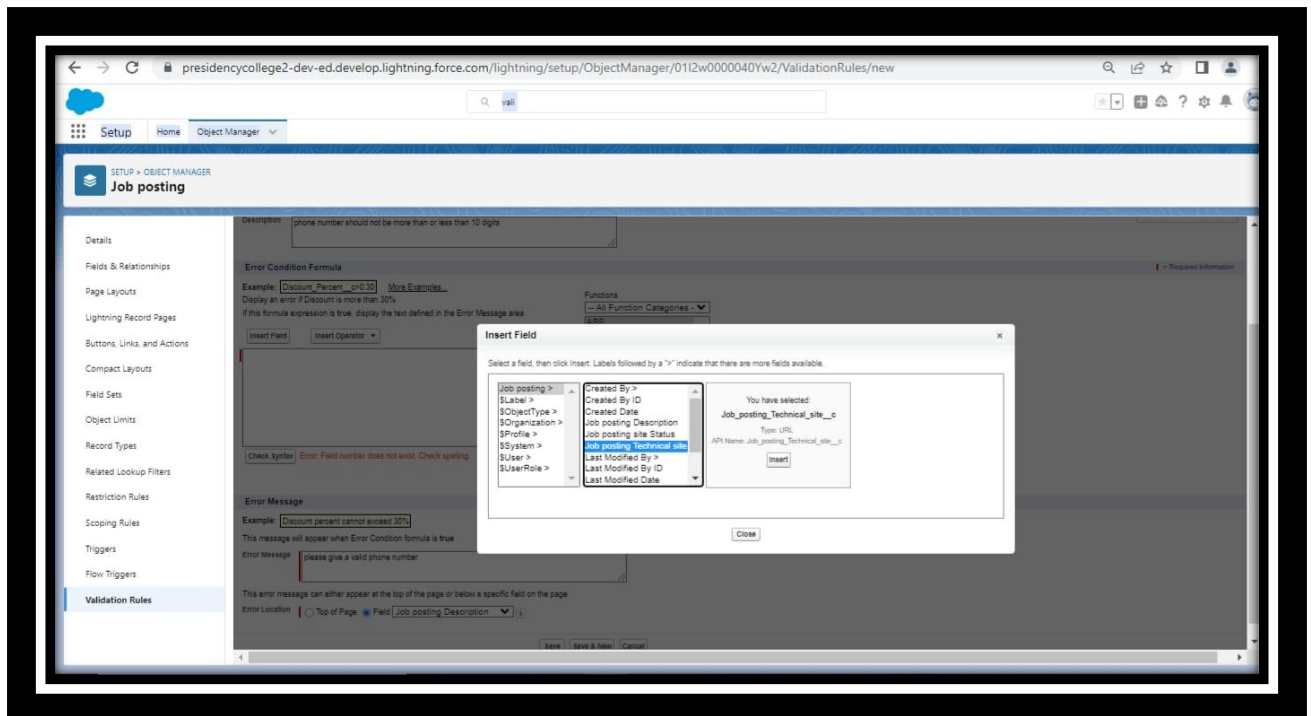 presidencycollege2-dev-ed.develop.lightning.force.com/lightning/setup/ObjectManager/01I2w0000040Yw2/ValidationRules/new
vali
Setup Home Object Manager
SETUP > OBJECT MANAGER
Job posting
Details
Fields & Relationships
Page Layouts
Lightning Record Pages
Buttons, Links, and Actions
Compact Layouts
Field Sets
Object Limits
Record Types
Related Lookup Filters
Restriction Rules
Scoping Rules
Triggers
Flow Triggers
Validation Rules
Description phone number should not be more than or less than 10 digits
Error Condition Formula = Required Information
Example: Discount_Percent__c>0.30 More Examples...
Display an error if Discount is more than 30%
If this formula expression is true, display the text defined in the Error Message area
Insert Field Insert Operator
Functions
-- All Function Categories --
Check Syntax Error: Field number does not exist. Check spelling.
Insert Field ×
Select a field, then click Insert. Labels followed by a ">" indicate that there are more fields available.
Job posting >
$Label >
$ObjectType >
$Organization >
$Profile >
$System >
$User >
$UserRole >
Created By >
Created By ID
Created Date
Job posting Description
Job posting site Status
Job posting Technical site
Last Modified By >
Last Modified By ID
Last Modified Date
You have selected:
Job_posting_Technical_site__c
Type: URL
API Name: Job_posting_Technical_site__c
Insert
Close
Error Message
Example: Discount percent cannot exceed 30%
This message will appear when Error Condition formula is true
Error Message please give a valid phone number
This error message can either appear at the top of the page or below a specific field on the page
Error Location Top of Page Field Job posting Description i
Save Save & New Cancel